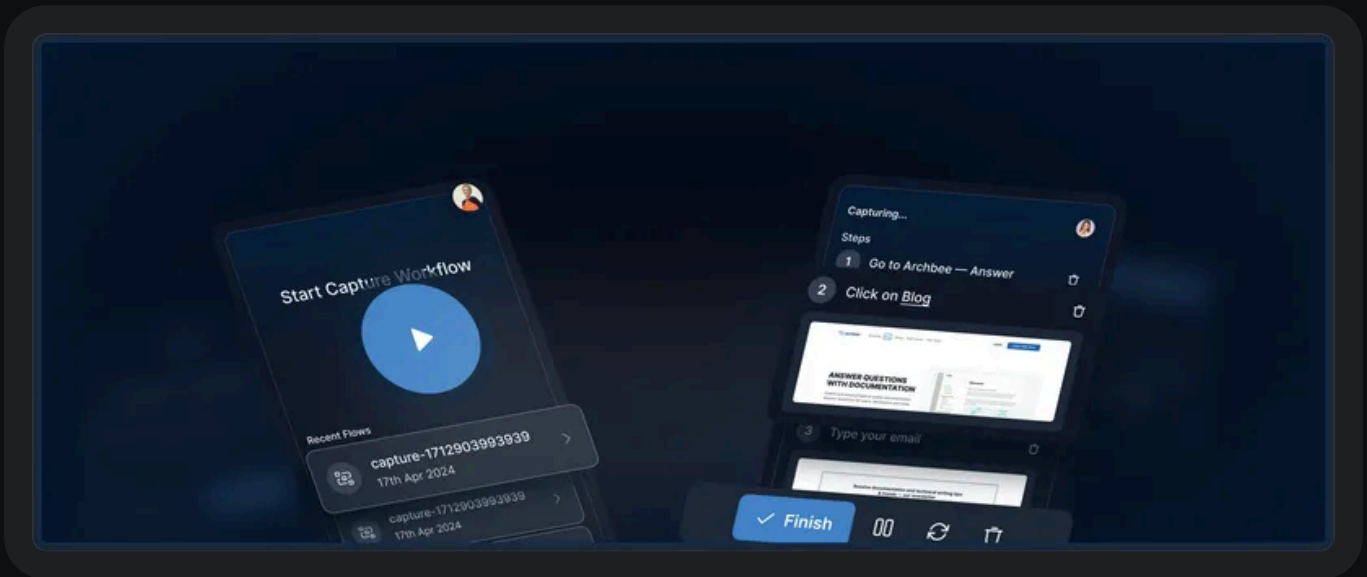 Start Capture Workflow
Recent Flows
capture-1712903993939
17th Apr 2024
capture-1712903993939
17th Apr 2024
Capturing...
Steps
1 Go to Archbee — Answer
2 Click on Blog
ANSWER QUESTIONS
WITH DOCUMENTATION
3 Type your email
Finish